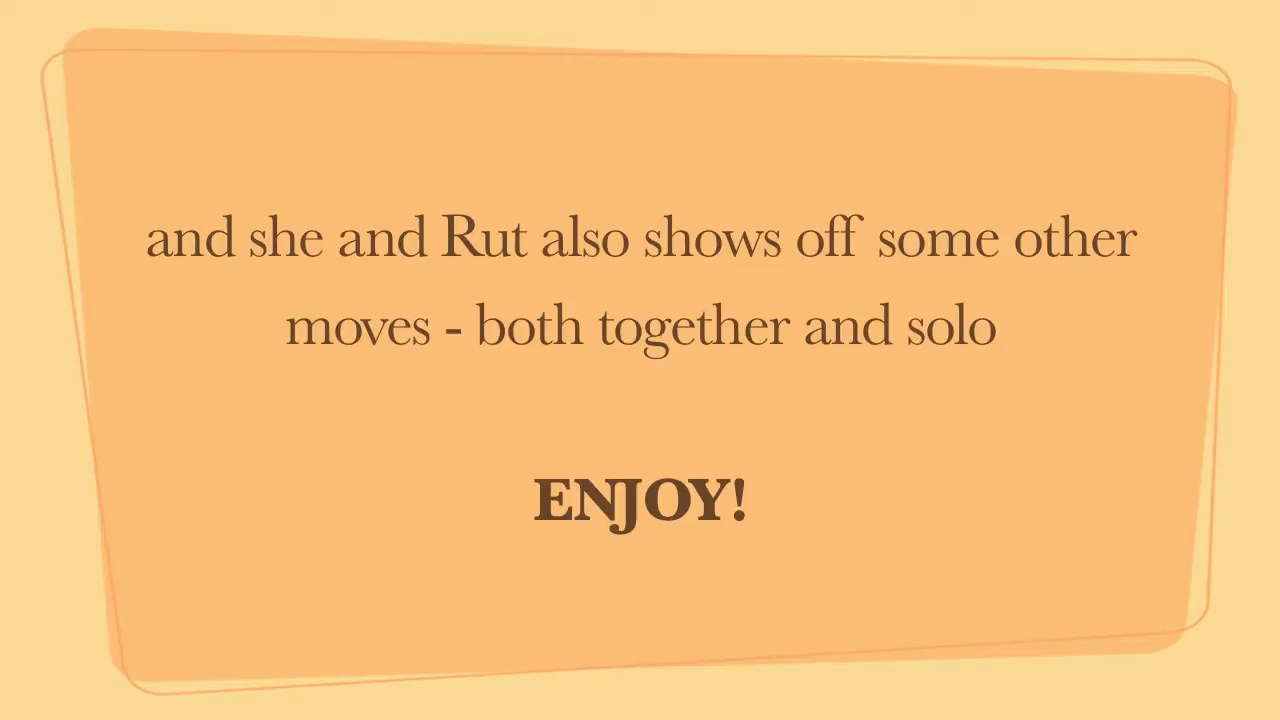 and she and Rut also shows off some other
moves - both together and solo
ENJOY!